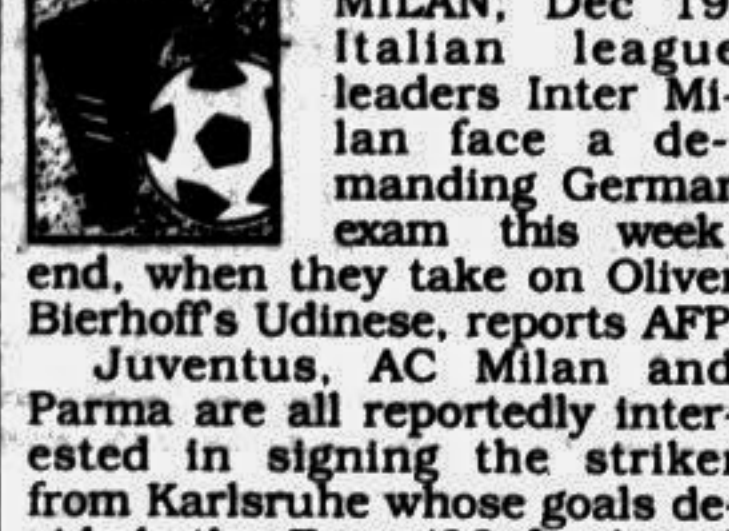 MILAN, Dec 19
Italian league
leaders Inter Mi-
lan face a de-
manding German
exam this week
end, when they take on Oliver
Bierhoff's Udinese, reports AFP
Juventus, AC Milan and
Parma are all reportedly inter-
ested in signing the striker
from Karlsruhe whose goals de-